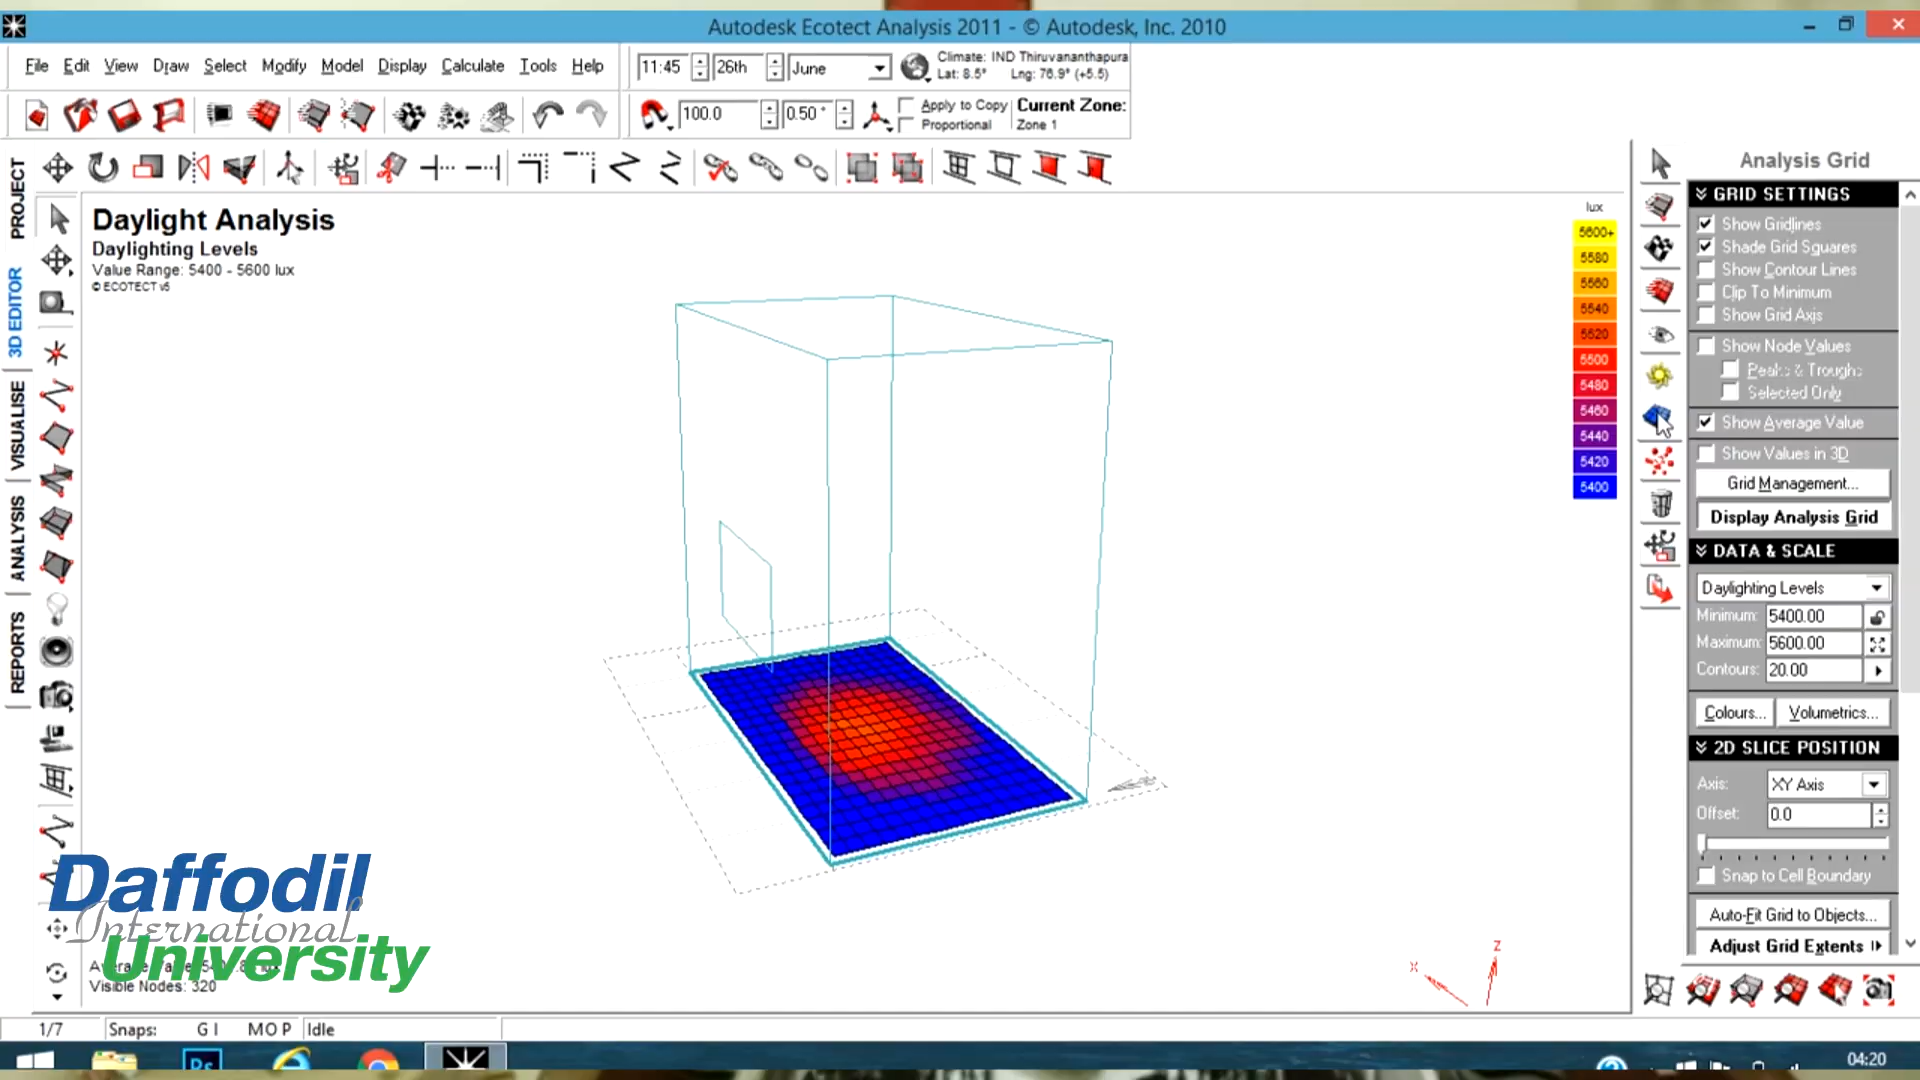 Autodesk Ecotect Analysis 2011 - © Autodesk, Inc. 2010
File Edit View Draw Select Modify Model Display Calculate Tools Help
11:45 26th June
Climate: IND Thiruvananthapura
Lat: 8.5° Lng: 76.9° (+5.5)
100.0 0.50 °
Apply to Copy
Proportional
Current Zone:
Zone 1
PROJECT
3D EDITOR
VISUALISE
ANALYSIS
REPORTS
Daylight Analysis
Daylighting Levels
Value Range: 5400 - 5600 lux
© ECOTECT v5
lux
5600+
5580
5560
5540
5520
5500
5480
5460
5440
5420
5400
Analysis Grid
GRID SETTINGS
Show Gridlines
Shade Grid Squares
Show Contour Lines
Clip To Minimum
Show Grid Axis
Show Node Values
Peaks & Troughs
Selected Only
Show Average Value
Show Values in 3D
Grid Management...
Display Analysis Grid
DATA & SCALE
Daylighting Levels
Minimum: 5400.00
Maximum: 5600.00
Contours: 20.00
Colours... Volumetrics...
2D SLICE POSITION
Axis: XY Axis
Offset: 0.0
Snap to Cell Boundary
Auto-Fit Grid to Objects...
Adjust Grid Extents
X Z
Daffodil
International
University
Visible Nodes: 320
1/7 Snaps: G I M O P Idle
Ps
04:20